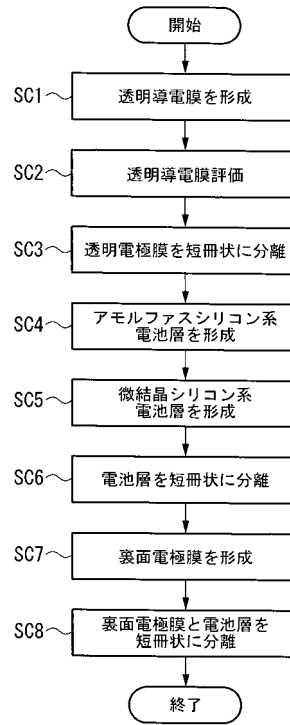 開始
SC1
透明導電膜を形成
SC2
透明導電膜評価
SC3
透明電極膜を短冊状に分離
SC4
アモルファスシリコン系
電池層を形成
SC5
微結晶シリコン系
電池層を形成
SC6
電池層を短冊状に分離
SC7
裏面電極膜を形成
SC8
裏面電極膜と電池層を
短冊状に分離
終了